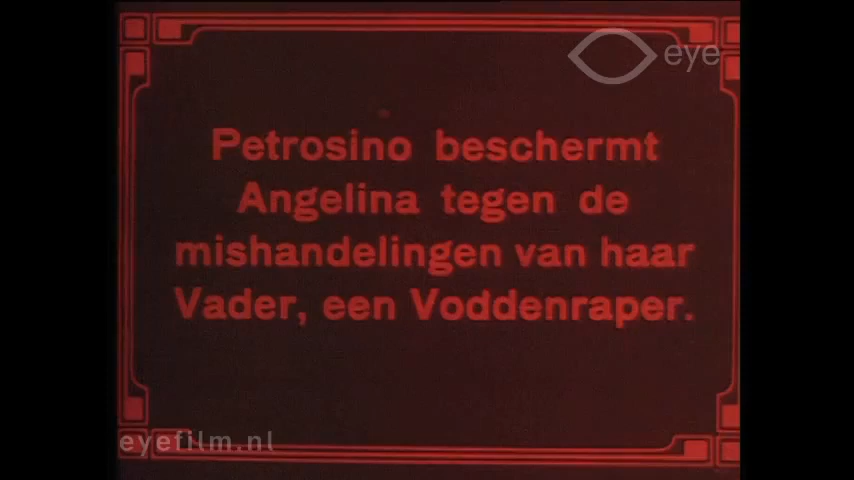 eye
Petrosino beschermt
Angelina tegen de
mishandelingen van haar
Vader, een Voddenraper.
eyefilm.nl